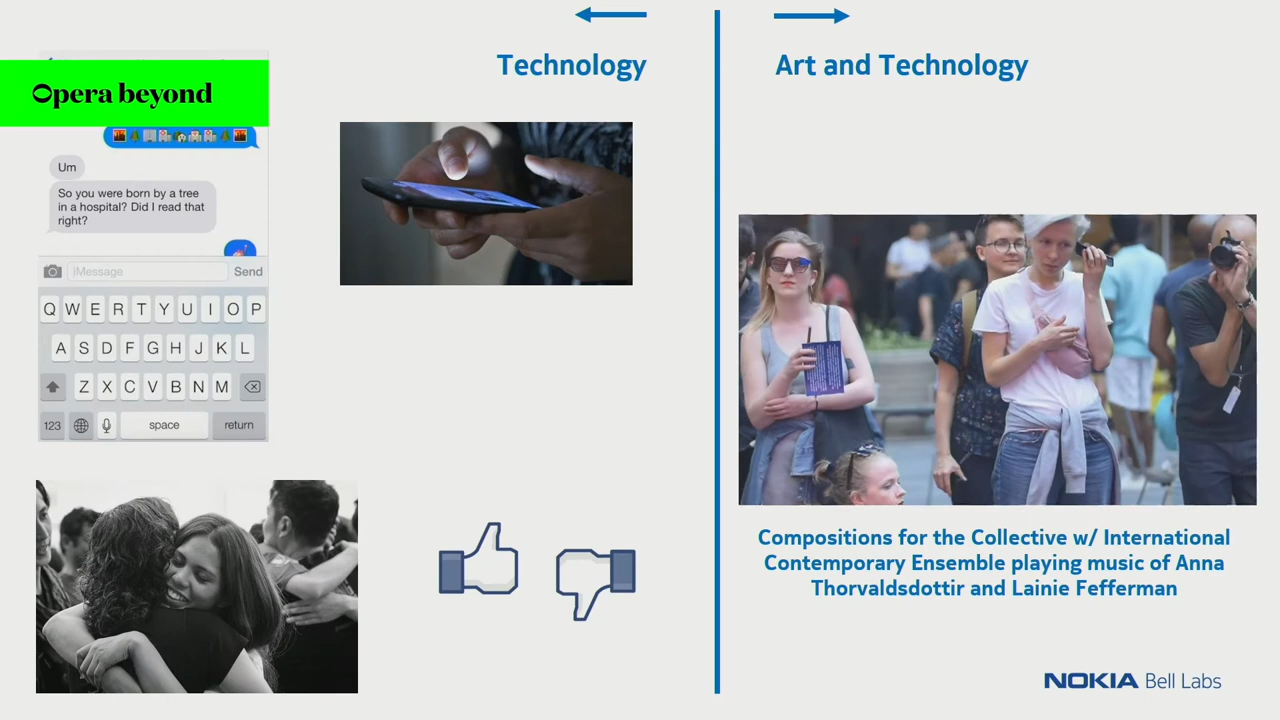 Technology
Art and Technology
Opera beyond
Um
So you were born by a tree
in a hospital? Did I read that
right?
iMessage
Send
Q W E R T Y U I O P
A S D F G H J K L
Z X C V B N M
123
space
return
Compositions for the Collective w/ International
Contemporary Ensemble playing music of Anna
Thorvaldsdottir and Lainie Fefferman
NOKIA Bell Labs